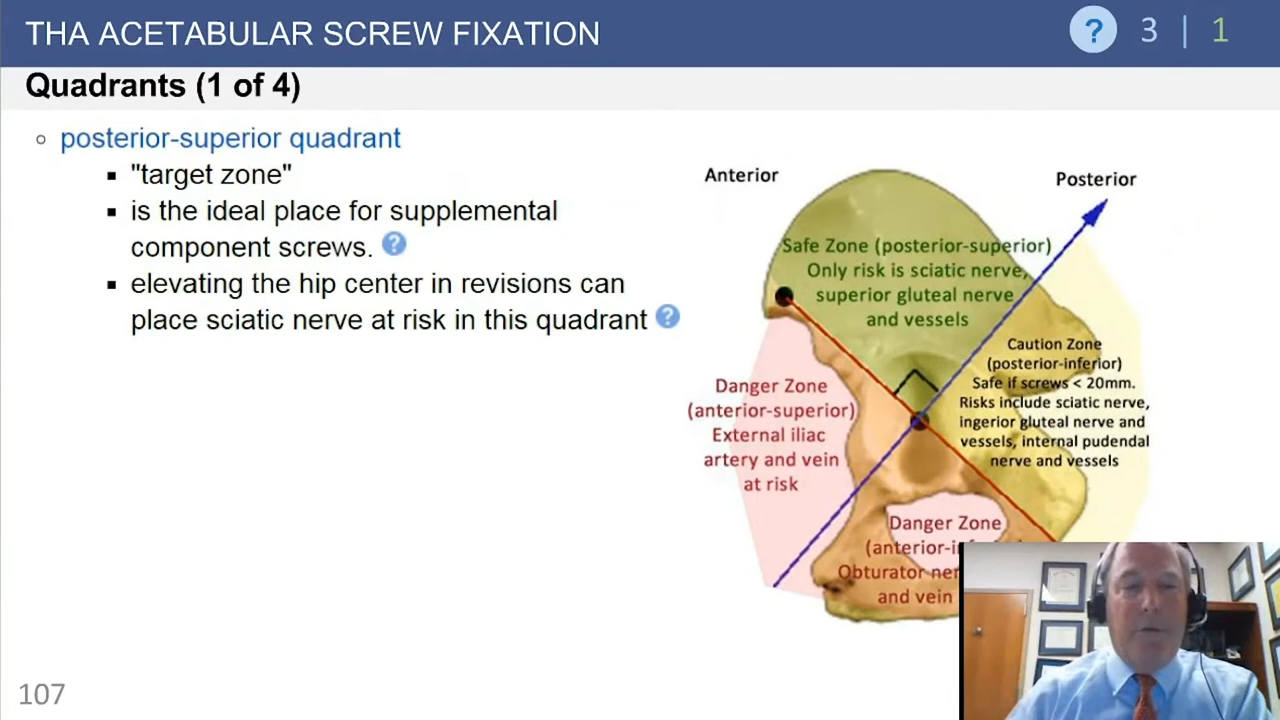 THA ACETABULAR SCREW FIXATION
? 3 | 1
Quadrants (1 of 4)
posterior-superior quadrant
"target zone"
is the ideal place for supplemental
component screws. ?
elevating the hip center in revisions can
place sciatic nerve at risk in this quadrant ?
Anterior
Posterior
Safe Zone (posterior-superior)
Only risk is sciatic nerve,
superior gluteal nerve
and vessels
Caution Zone
(posterior-inferior)
Safe if screws < 20mm.
Risks include sciatic nerve,
ingerior gluteal nerve and
vessels, internal pudendal
nerve and vessels
Danger Zone
(anterior-superior)
External iliac
artery and vein
at risk
Danger Zone
Obturator
and vein
107